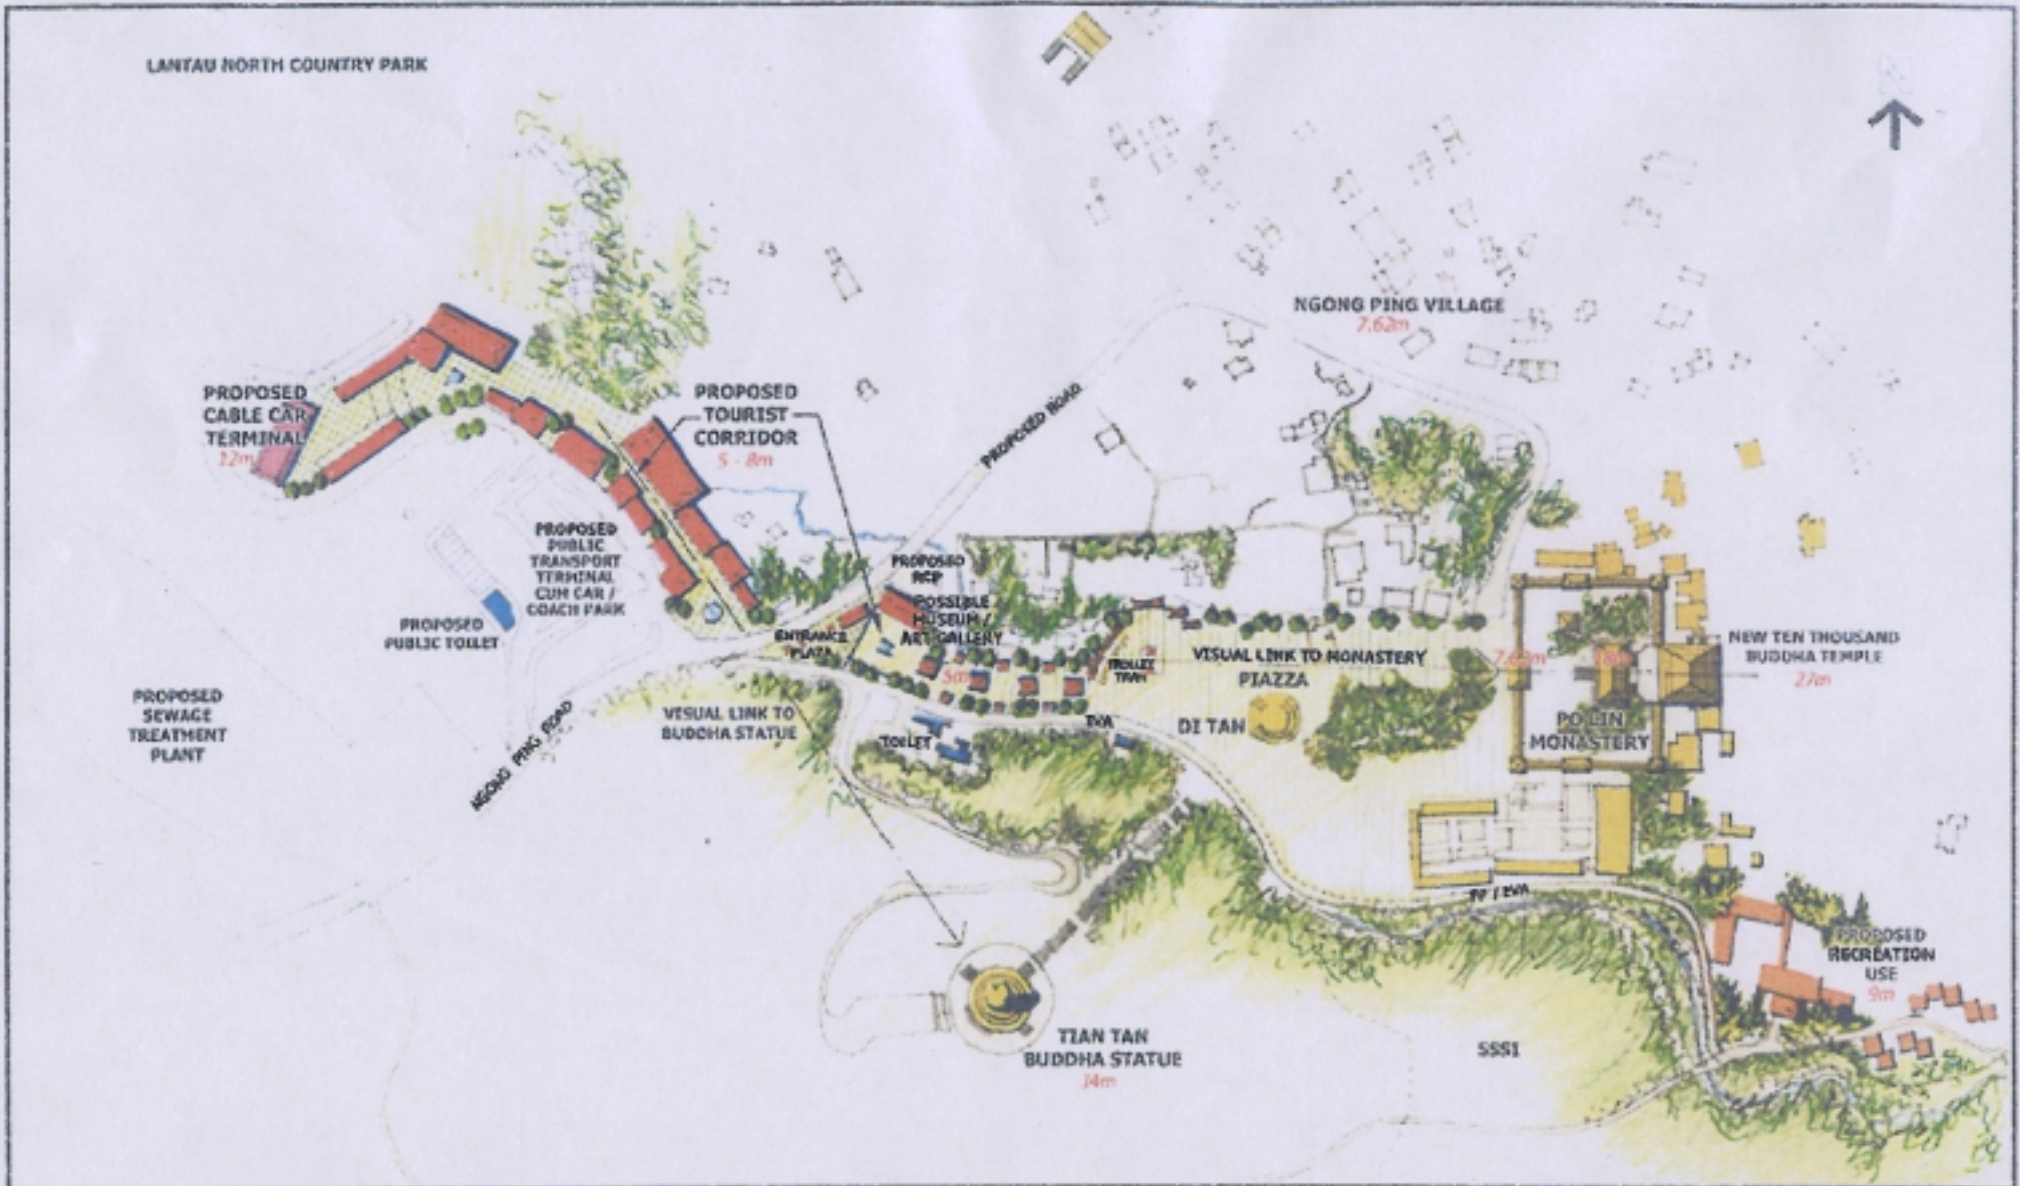 LANTAU NORTH COUNTRY PARK
NGONG PING VILLAGE
7.62m
PROPOSED
CABLE CAR
TERMINAL
12m
PROPOSED
TOURIST
CORRIDOR
5 - 8m
PROPOSED ROAD
PROPOSED
PUBLIC
TRANSPORT
TERMINAL
CUM CAR /
COACH PARK
PROPOSED
RCP
POSSIBLE
MUSEUM /
ART GALLERY
PROPOSED
PUBLIC TOILET
ENTRANCE
PLAZA
5m
TROLLEY
TRAM
VISUAL LINK TO MONASTERY
PIAZZA
7.62m
18m
NEW TEN THOUSAND
BUDDHA TEMPLE
27m
PROPOSED
SEWAGE
TREATMENT
PLANT
NGONG PING ROAD
VISUAL LINK TO
BUDDHA STATUE
TOILET
EVA
DI TAN
PO LIN
MONASTERY
EVA
PROPOSED
RECREATION
USE
9m
TIAN TAN
BUDDHA STATUE
34m
SSSI